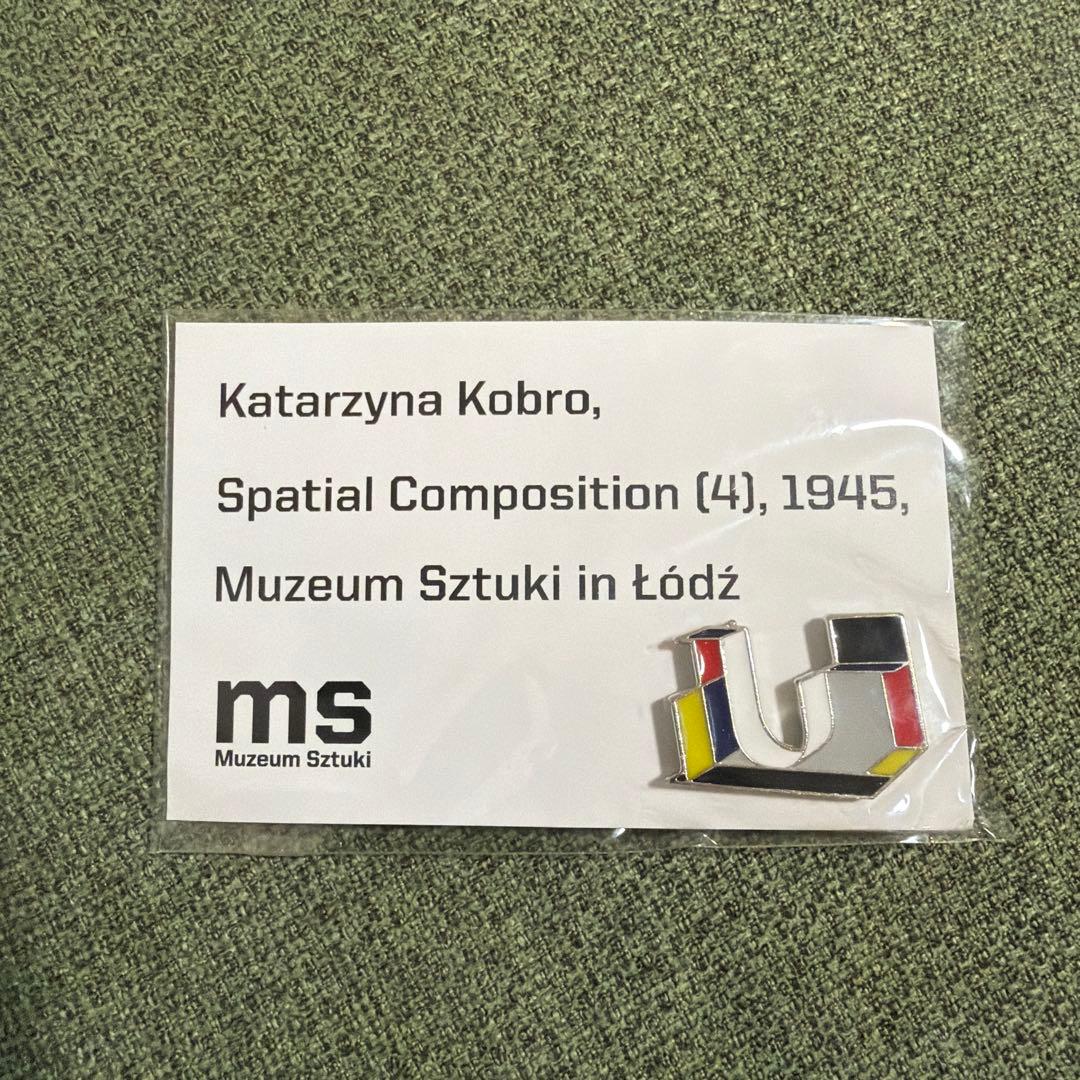 Katarzyna Kobro,
Spatial Composition (4), 1945,
Muzeum Sztuki in Łódź
ms
Muzeum Sztuki